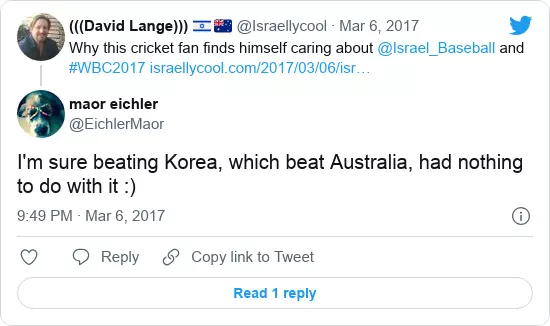 (((David Lange))) 🇮🇱 🇦🇺 @Israellycool · Mar 6, 2017
Why this cricket fan finds himself caring about @Israel_Baseball and
#WBC2017 israellycool.com/2017/03/06/isr…
maor eichler
@EichlerMaor
I'm sure beating Korea, which beat Australia, had nothing
to do with it :)
9:49 PM · Mar 6, 2017
Reply
Copy link to Tweet
Read 1 reply